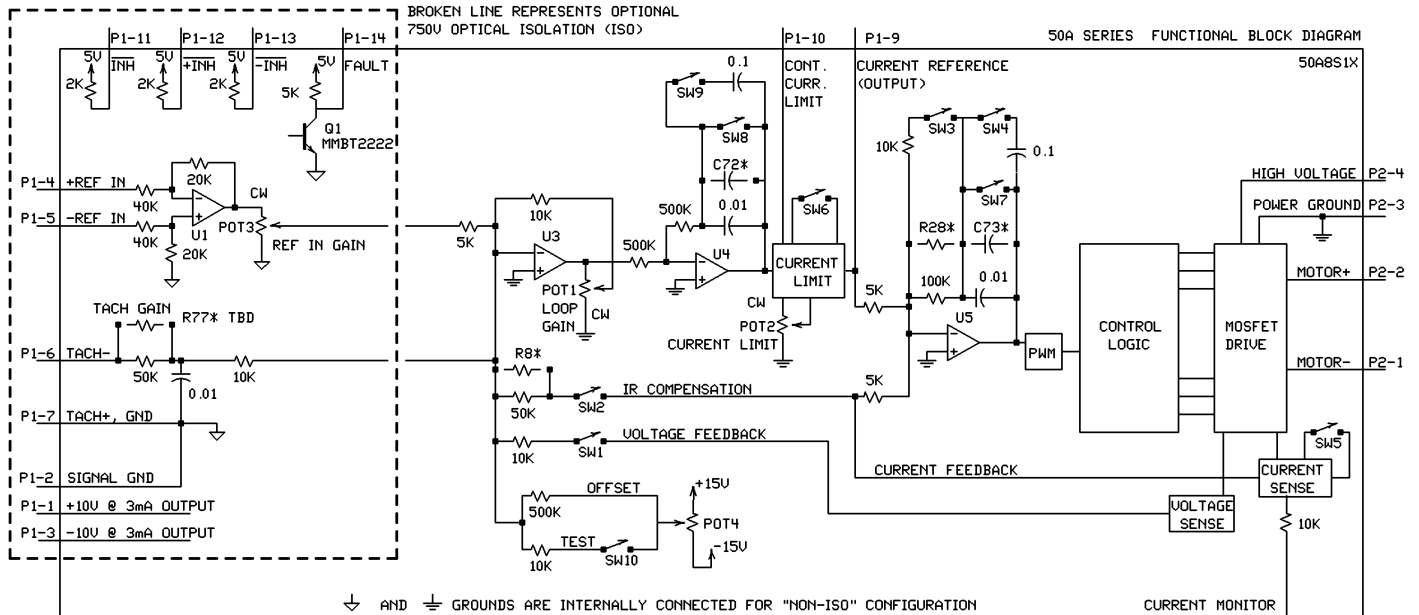 BROKEN LINE REPRESENTS OPTIONAL
750V OPTICAL ISOLATION (ISO)
50A SERIES FUNCTIONAL BLOCK DIAGRAM
50A8S1X
P1-11
P1-12
P1-13
P1-14
P1-10
P1-9
5V
INH
5V
+INH
5V
-INH
5V
FAULT
2K
2K
2K
5K
Q1
MMBT2222
CONT.
CURR.
LIMIT
CURRENT REFERENCE
(OUTPUT)
0.1
SW9
SW8
C72*
0.01
500K
SW6
10K
SW3
SW4
0.1
SW7
R28*
C73*
100K
0.01
P1-4
+REF IN
20K
CW
40K
P1-5
-REF IN
40K
U1
20K
POT3
REF IN GAIN
5K
10K
U3
500K
U4
POT1
LOOP
GAIN
CW
CURRENT
LIMIT
CW
POT2
CURRENT LIMIT
5K
U5
PWM
CONTROL
LOGIC
MOSFET
DRIVE
HIGH VOLTAGE
P2-4
POWER GROUND
P2-3
MOTOR+
P2-2
MOTOR-
P2-1
TACH GAIN
R77* TBD
P1-6
TACH-
50K
10K
0.01
P1-7
TACH+, GND
P1-2
SIGNAL GND
P1-1
+10V @ 3mA OUTPUT
P1-3
-10V @ 3mA OUTPUT
R8*
50K
SW2
IR COMPENSATION
5K
10K
SW1
VOLTAGE FEEDBACK
CURRENT FEEDBACK
SW5
CURRENT
SENSE
VOLTAGE
SENSE
10K
OFFSET
500K
+15V
POT4
-15V
TEST
10K
SW10
AND
GROUNDS ARE INTERNALLY CONNECTED FOR "NON-ISO" CONFIGURATION
CURRENT MONITOR